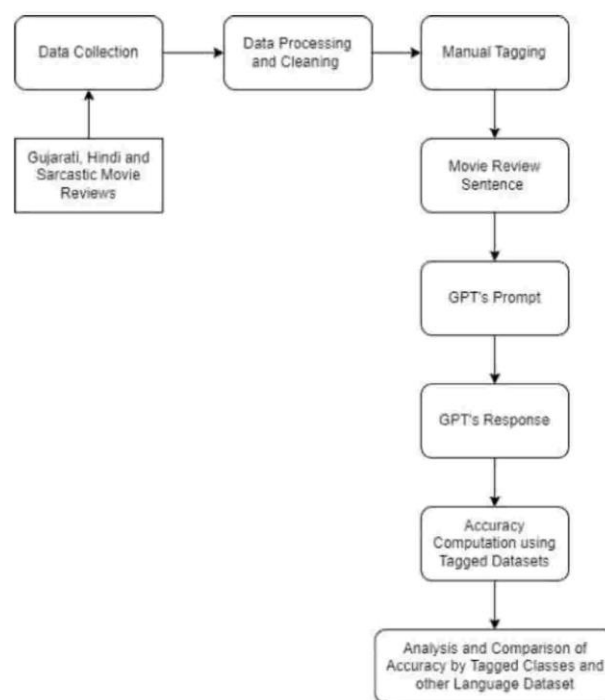 Data Collection
Data Processing
and Cleaning
Manual Tagging
Gujarati, Hindi and
Sarcastic Movie
Reviews
Movie Review
Sentence
GPT's Prompt
GPT's Response
Accuracy
Computation using
Tagged Datasets
Analysis and Comparison of
Accuracy by Tagged Classes and
other Language Dataset